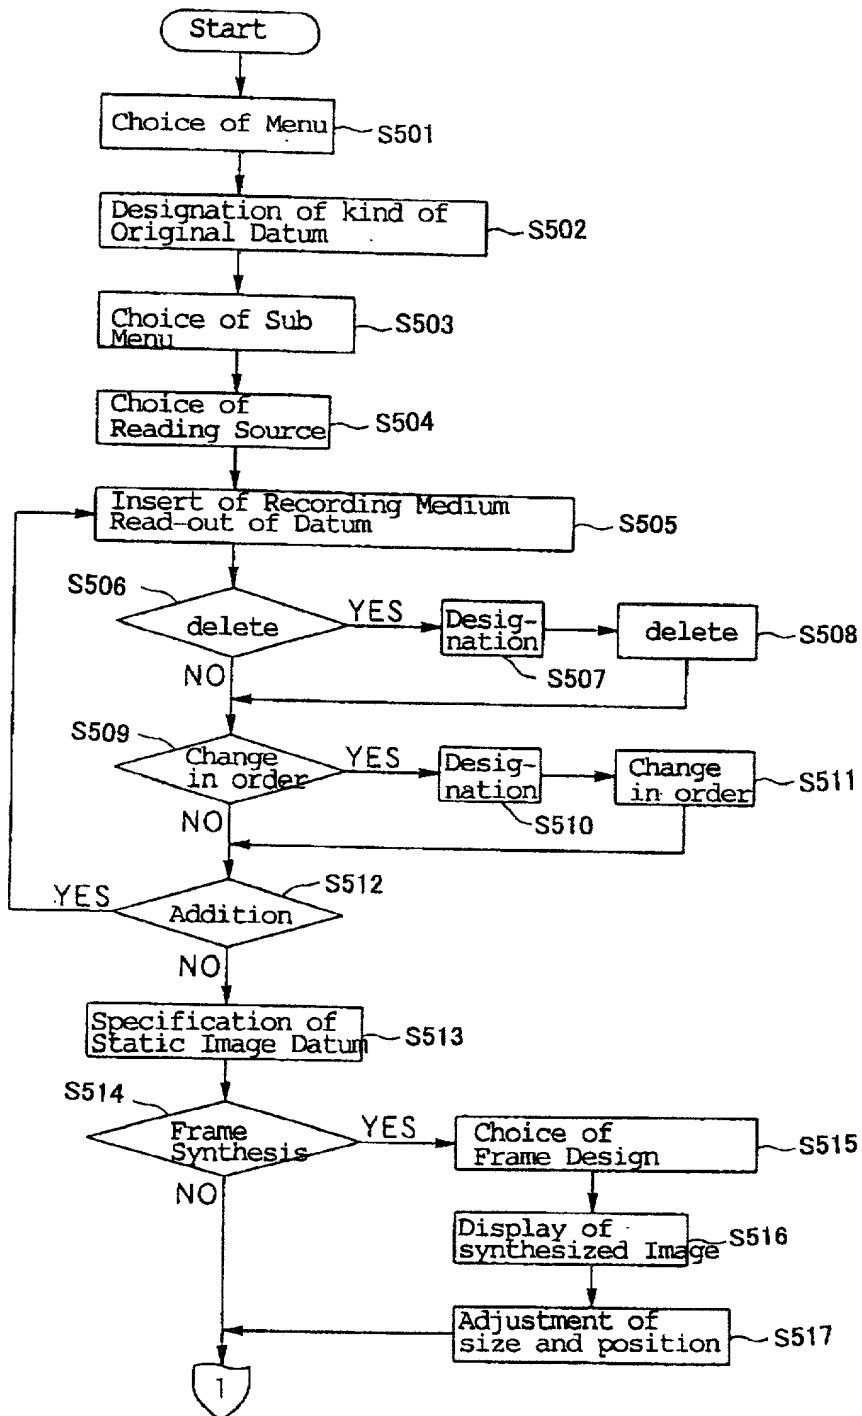 Start
Choice of Menu
S501
Designation of kind of
Original Datum
S502
Choice of Sub
Menu
S503
Choice of
Reading Source
S504
Insert of Recording Medium
Read-out of Datum
S505
S506
delete
YES
Desig-
nation
S507
delete
S508
NO
S509
Change
in order
YES
Desig-
nation
S510
Change
in order
S511
NO
S512
YES
Addition
NO
Specification of
Static Image Datum
S513
S514
Frame
Synthesis
YES
Choice of
Frame Design
S515
NO
Display of
synthesized Image
S516
Adjustment of
size and position
S517
1